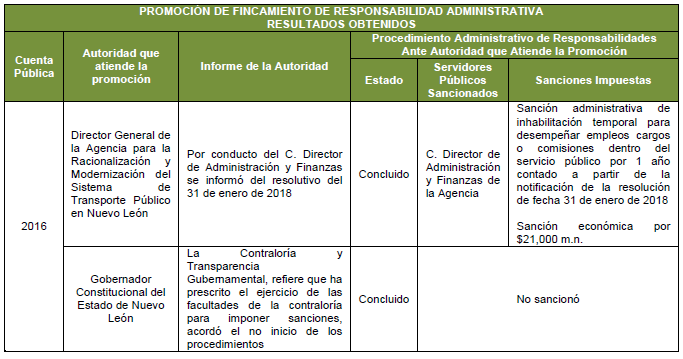 PROMOCIÓN DE FINCAMIENTO DE RESPONSABILIDAD ADMINISTRATIVA
RESULTADOS OBTENIDOS
Cuenta
Pública
Autoridad que
atiende la
promoción
Informe de la Autoridad
Procedimiento Administrativo de Responsabilidades
Ante Autoridad que Atiende la Promoción
Estado
Servidores
Públicos
Sancionados
Sanciones Impuestas
2016
Director General de
la Agencia para la
Racionalización y
Modernización del
Sistema de
Transporte Público
en Nuevo León
Por conducto del C. Director
de Administración y Finanzas
se informó del resolutivo del
31 de enero de 2018
Concluido
C. Director de
Administración
y Finanzas de
la Agencia
Sanción administrativa de
inhabilitación temporal para
desempeñar empleos cargos
o comisiones dentro del
servicio público por 1 año
contado a partir de la
notificación de la resolución
de fecha 31 de enero de 2018
Sanción económica por
$21,000 m.n.
Gobernador
Constitucional del
Estado de Nuevo
León
La Contraloría y
Transparencia
Gubernamental, refiere que ha
prescrito el ejercicio de las
facultades de la contraloría
para imponer sanciones,
acordó el no inicio de los
procedimientos
Concluido
No sancionó